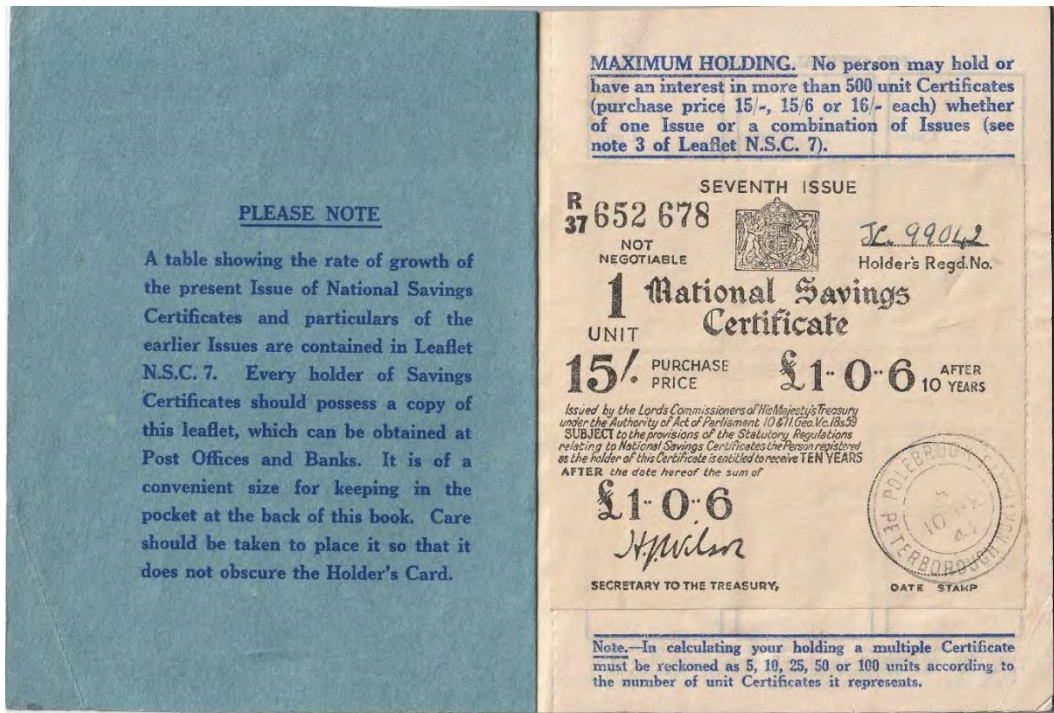 PLEASE NOTE
A table showing the rate of growth of
the present Issue of National Savings
Certificates and particulars of the
earlier Issues are contained in Leaflet
N.S.C. 7. Every holder of Savings
Certificates should possess a copy of
this leaflet, which can be obtained at
Post Offices and Banks. It is of a
convenient size for keeping in the
pocket at the back of this book. Care
should be taken to place it so that it
does not obscure the Holder's Card.
MAXIMUM HOLDING. No person may hold or
have an interest in more than 500 unit Certificates
(purchase price 15/-, 15/6 or 16/- each) whether
of one Issue or a combination of Issues (see
note 3 of Leaflet N.S.C. 7).
SEVENTH ISSUE
R
37 652 678
NOT
NEGOTIABLE
99042
Holder's Regd. No.
1 National Savings
UNIT Certificate
15/- PURCHASE
PRICE
£1-0-6 AFTER
10 YEARS
Issued by the Lords Commissioners of His Majesty's Treasury
under the Authority of Act of Parliament 10 & 11. Geo. V. c. 18 s. 59
SUBJECT to the provisions of the Statutory Regulations
relating to National Savings Certificates the Person registered
as the holder of this Certificate is entitled to receive TEN YEARS
AFTER the date hereof the sum of
£1-0-6
H.J. Wilson
SECRETARY TO THE TREASURY,
POLEBROOK
PETERBOROUGH
10
41
DATE STAMP
Note.—In calculating your holding a multiple Certificate
must be reckoned as 5, 10, 25, 50 or 100 units according to
the number of unit Certificates it represents.